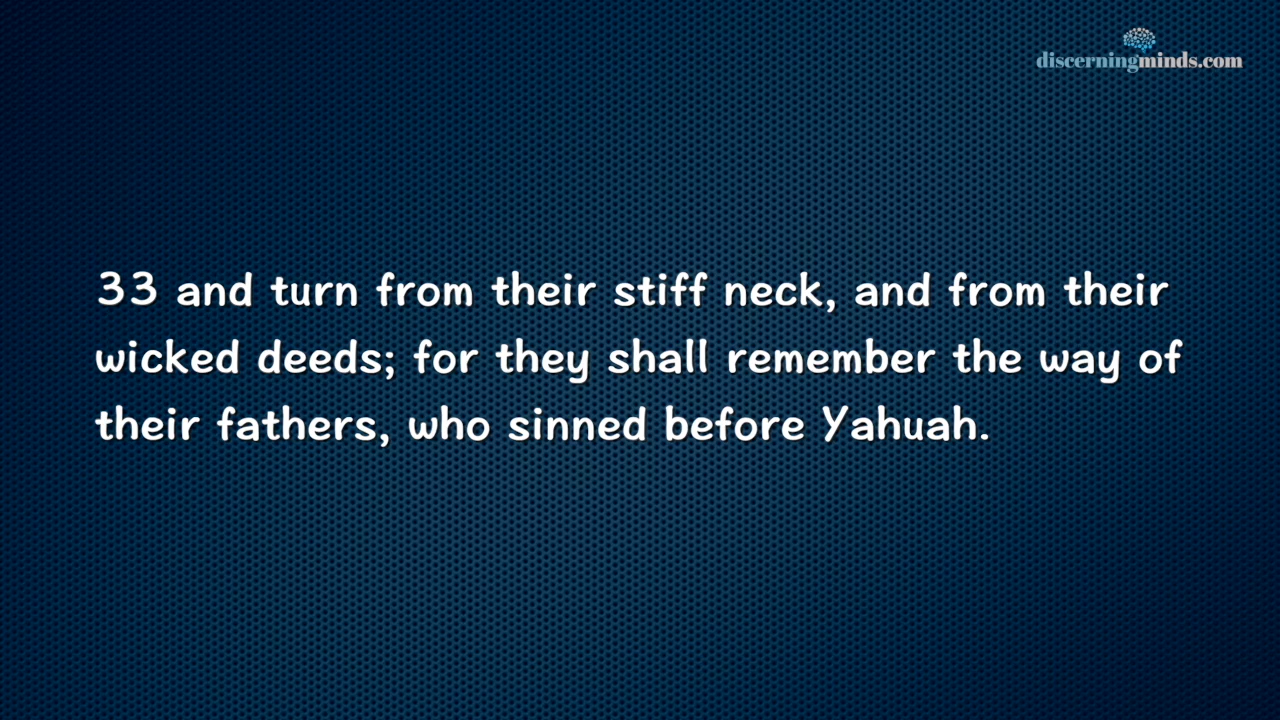 discerningminds.com
33 and turn from their stiff neck, and from their
wicked deeds; for they shall remember the way of
their fathers, who sinned before Yahuah.